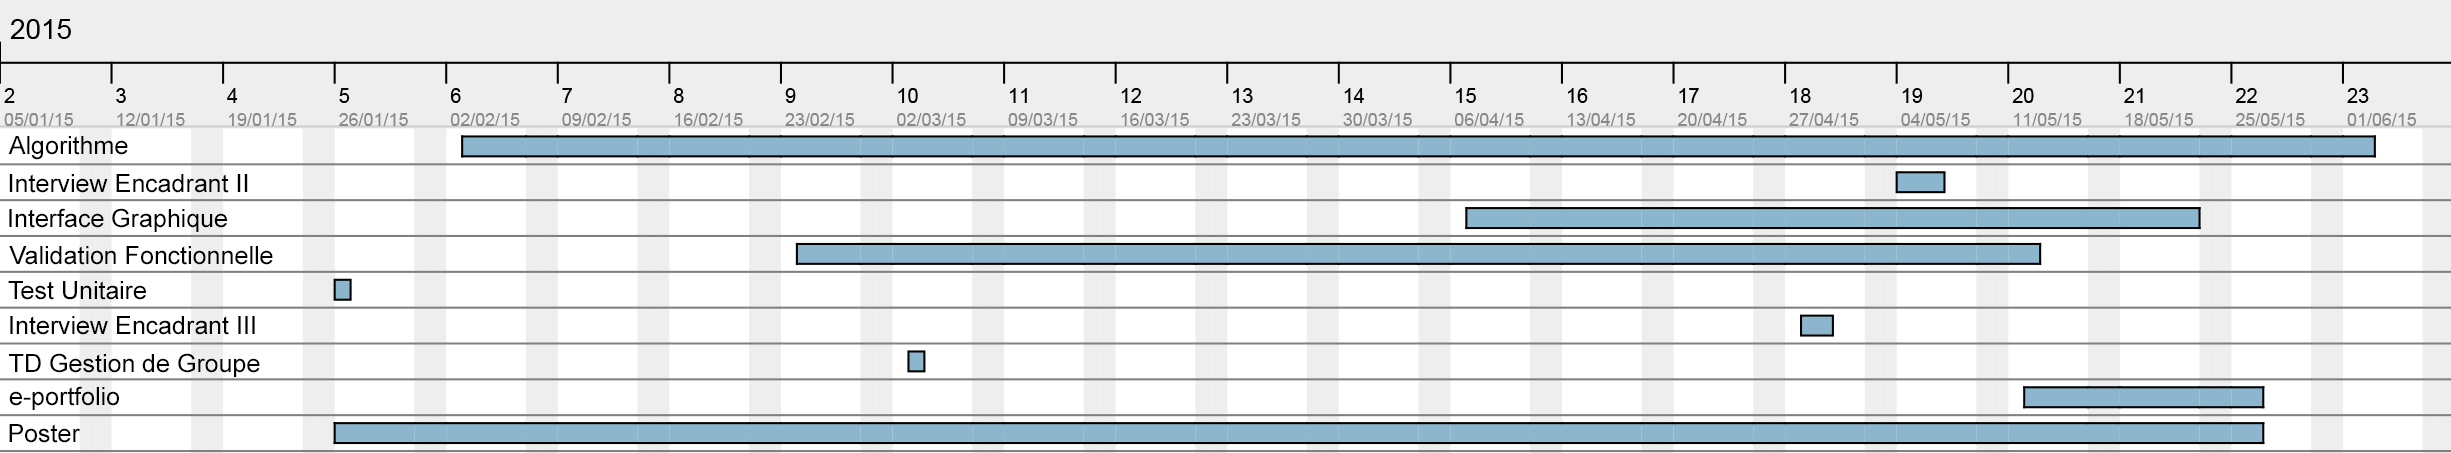 2015
2 3 4 5 6 7 8 9 10 11 12 13 14 15 16 17 18 19 20 21 22 23
05/01/15 12/01/15 19/01/15 26/01/15 02/02/15 09/02/15 16/02/15 23/02/15 02/03/15 09/03/15 16/03/15 23/03/15 30/03/15 06/04/15 13/04/15 20/04/15 27/04/15 04/05/15 11/05/15 18/05/15 25/05/15 01/06/15
Algorithme
Interview Encadrant II
Interface Graphique
Validation Fonctionnelle
Test Unitaire
Interview Encadrant III
TD Gestion de Groupe
e-portfolio
Poster